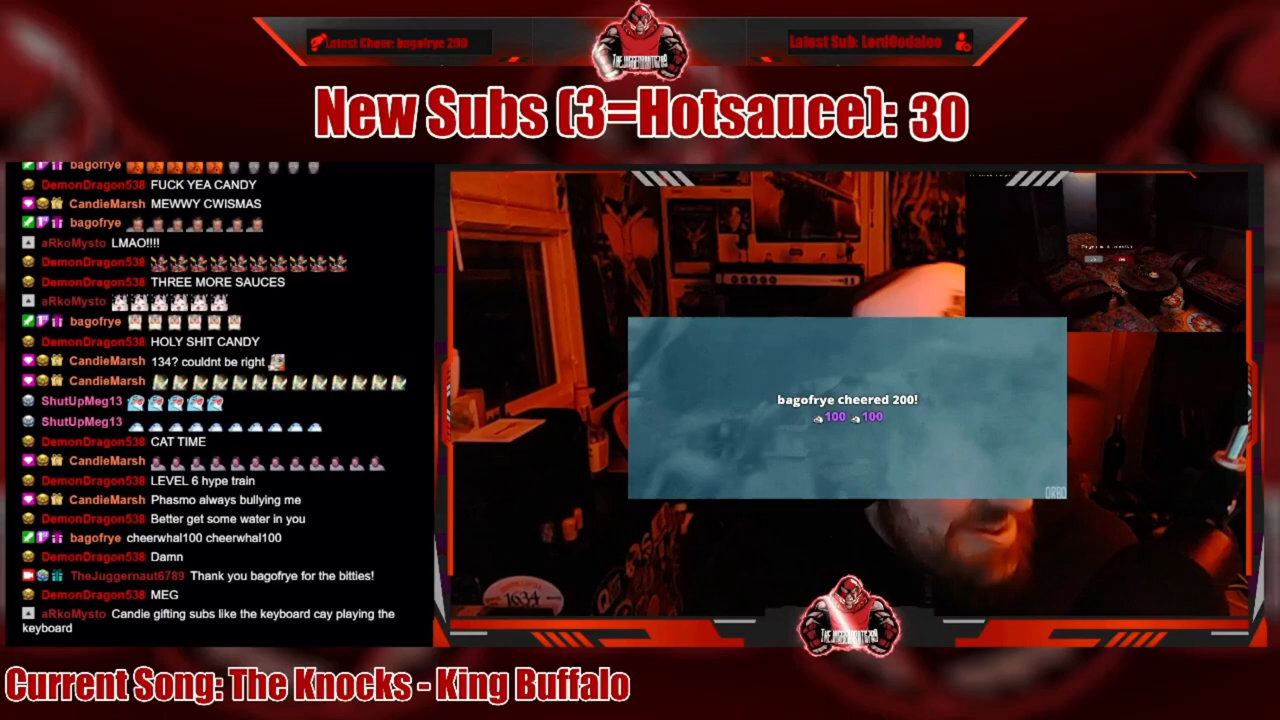 Latest Cheer: bagofrye 200
Latest Sub: LordOodaloo
THEJUGGERNAUT6789
New Subs (3=Hotsauce): 30
bagofrye
DemonDragon538 FUCK YEA CANDY
CandieMarsh MEWWY CWISMAS
bagofrye
aRkoMysto LMAO!!!!
DemonDragon538
DemonDragon538 THREE MORE SAUCES
aRkoMysto
bagofrye
DemonDragon538 HOLY SHIT CANDY
CandieMarsh 134? couldnt be right
CandieMarsh
ShutUpMeg13
ShutUpMeg13
DemonDragon538 CAT TIME
CandieMarsh
DemonDragon538 LEVEL 6 hype train
CandieMarsh Phasmo always bullying me
DemonDragon538 Better get some water in you
bagofrye cheerwhal100 cheerwhal100
DemonDragon538 Damn
TheJuggernaut6789 Thank you bagofrye for the bitties!
DemonDragon538 MEG
aRkoMysto Candie gifting subs like the keyboard cay playing the
keyboard
bagofrye cheered 200!
100 100
1634
THEJUGGERNAUT6789
Current Song: The Knocks - King Buffalo